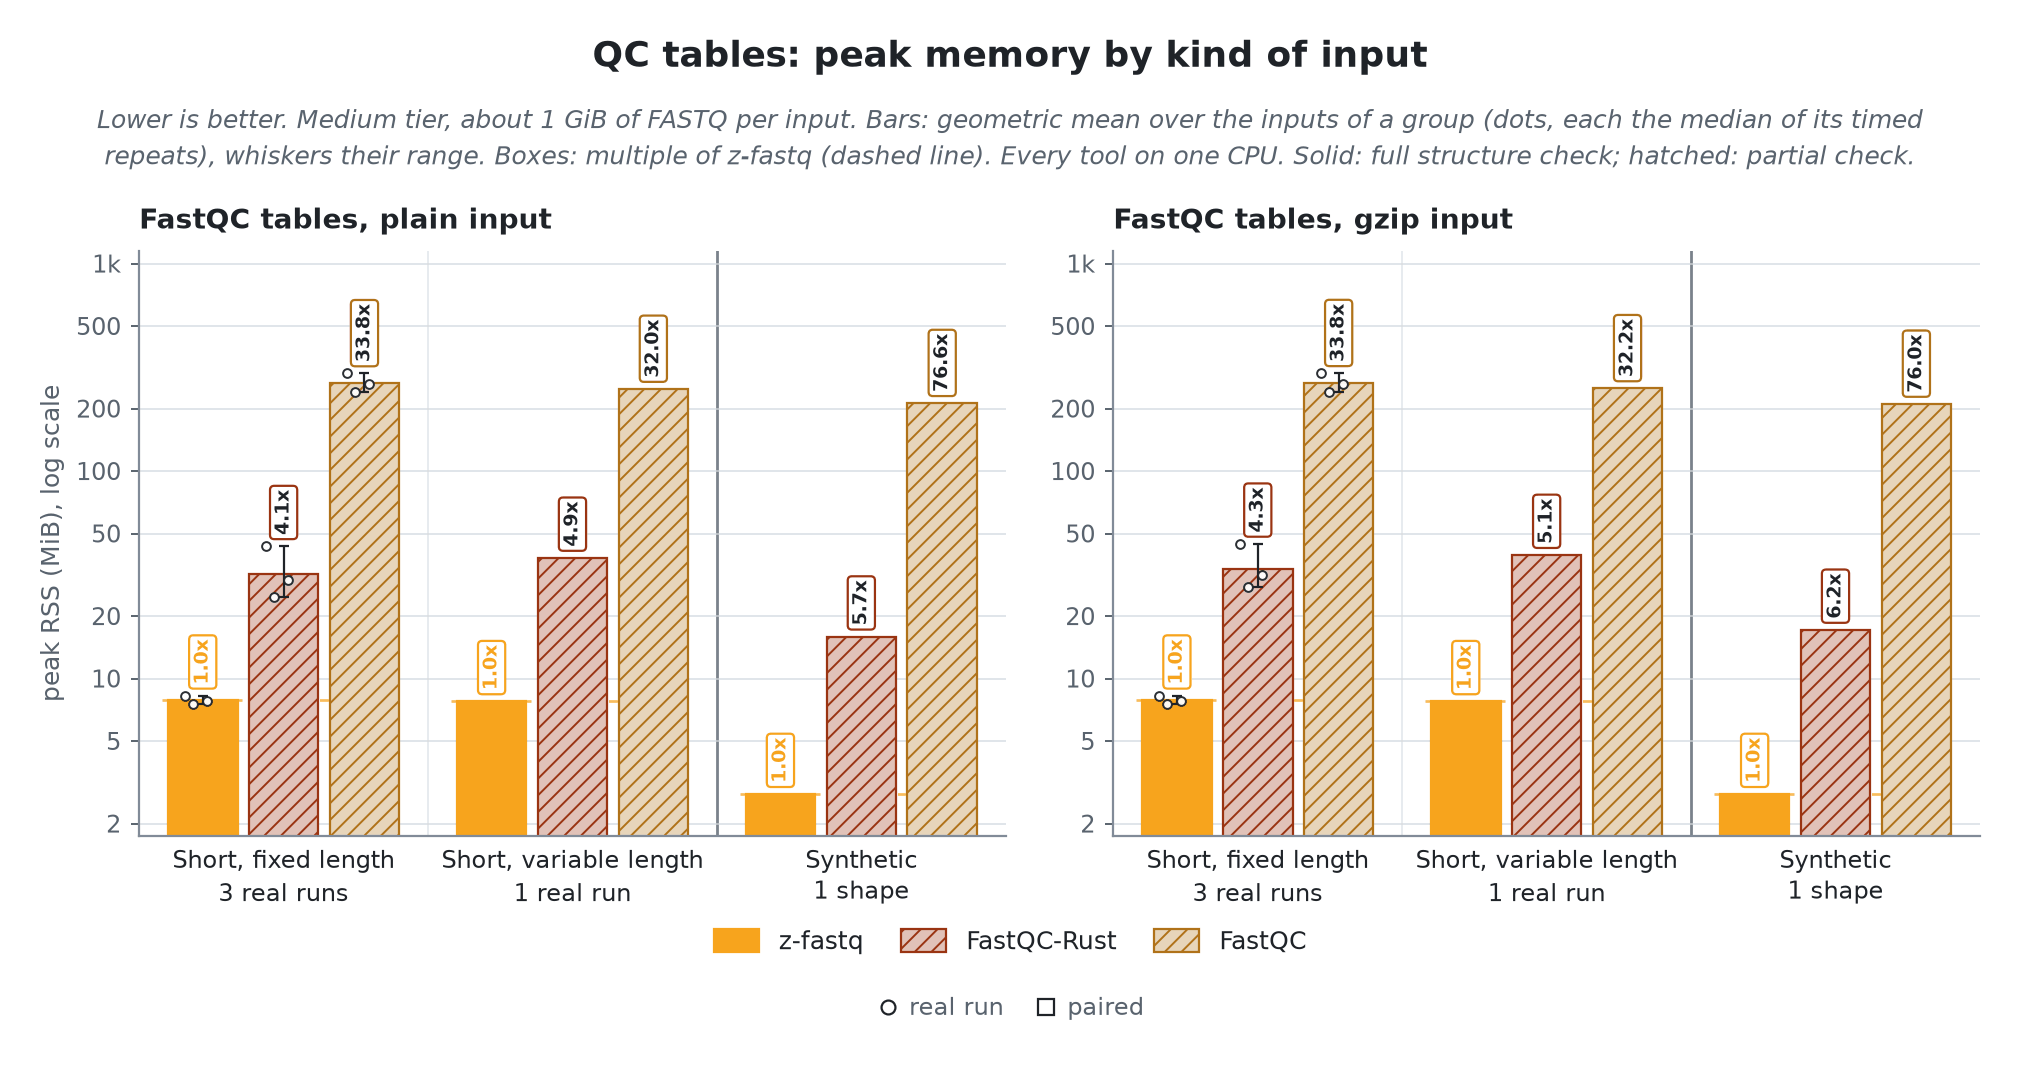 QC tables: peak memory by kind of input
Lower is better. Medium tier, about 1 GiB of FASTQ per input. Bars: geometric mean over the inputs of a group (dots, each the median of its timed
repeats), whiskers their range. Boxes: multiple of z-fastq (dashed line). Every tool on one CPU. Solid: full structure check; hatched: partial check.
FastQC tables, plain input
peak RSS (MiB), log scale
1k
500
200
100
50
20
10
5
2
1.0x
4.1x
33.8x
1.0x
4.9x
32.0x
1.0x
5.7x
76.6x
Short, fixed length
3 real runs
Short, variable length
1 real run
Synthetic
1 shape
FastQC tables, gzip input
1k
500
200
100
50
20
10
5
2
1.0x
4.3x
33.8x
1.0x
5.1x
32.2x
1.0x
6.2x
76.0x
Short, fixed length
3 real runs
Short, variable length
1 real run
Synthetic
1 shape
z-fastq
FastQC-Rust
FastQC
real run
paired